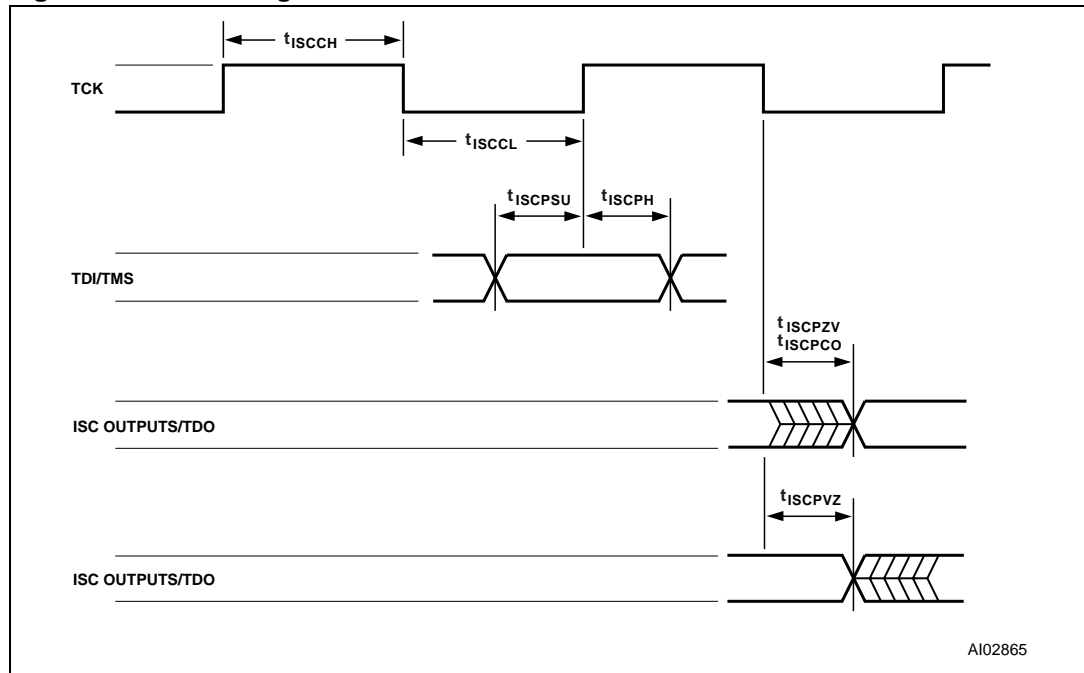 tISCCH
TCK
tISCCL
tISCPSU
tISCPH
TDI/TMS
tISCPZV
tISCPCO
ISC OUTPUTS/TDO
tISCPVZ
ISC OUTPUTS/TDO
AI02865